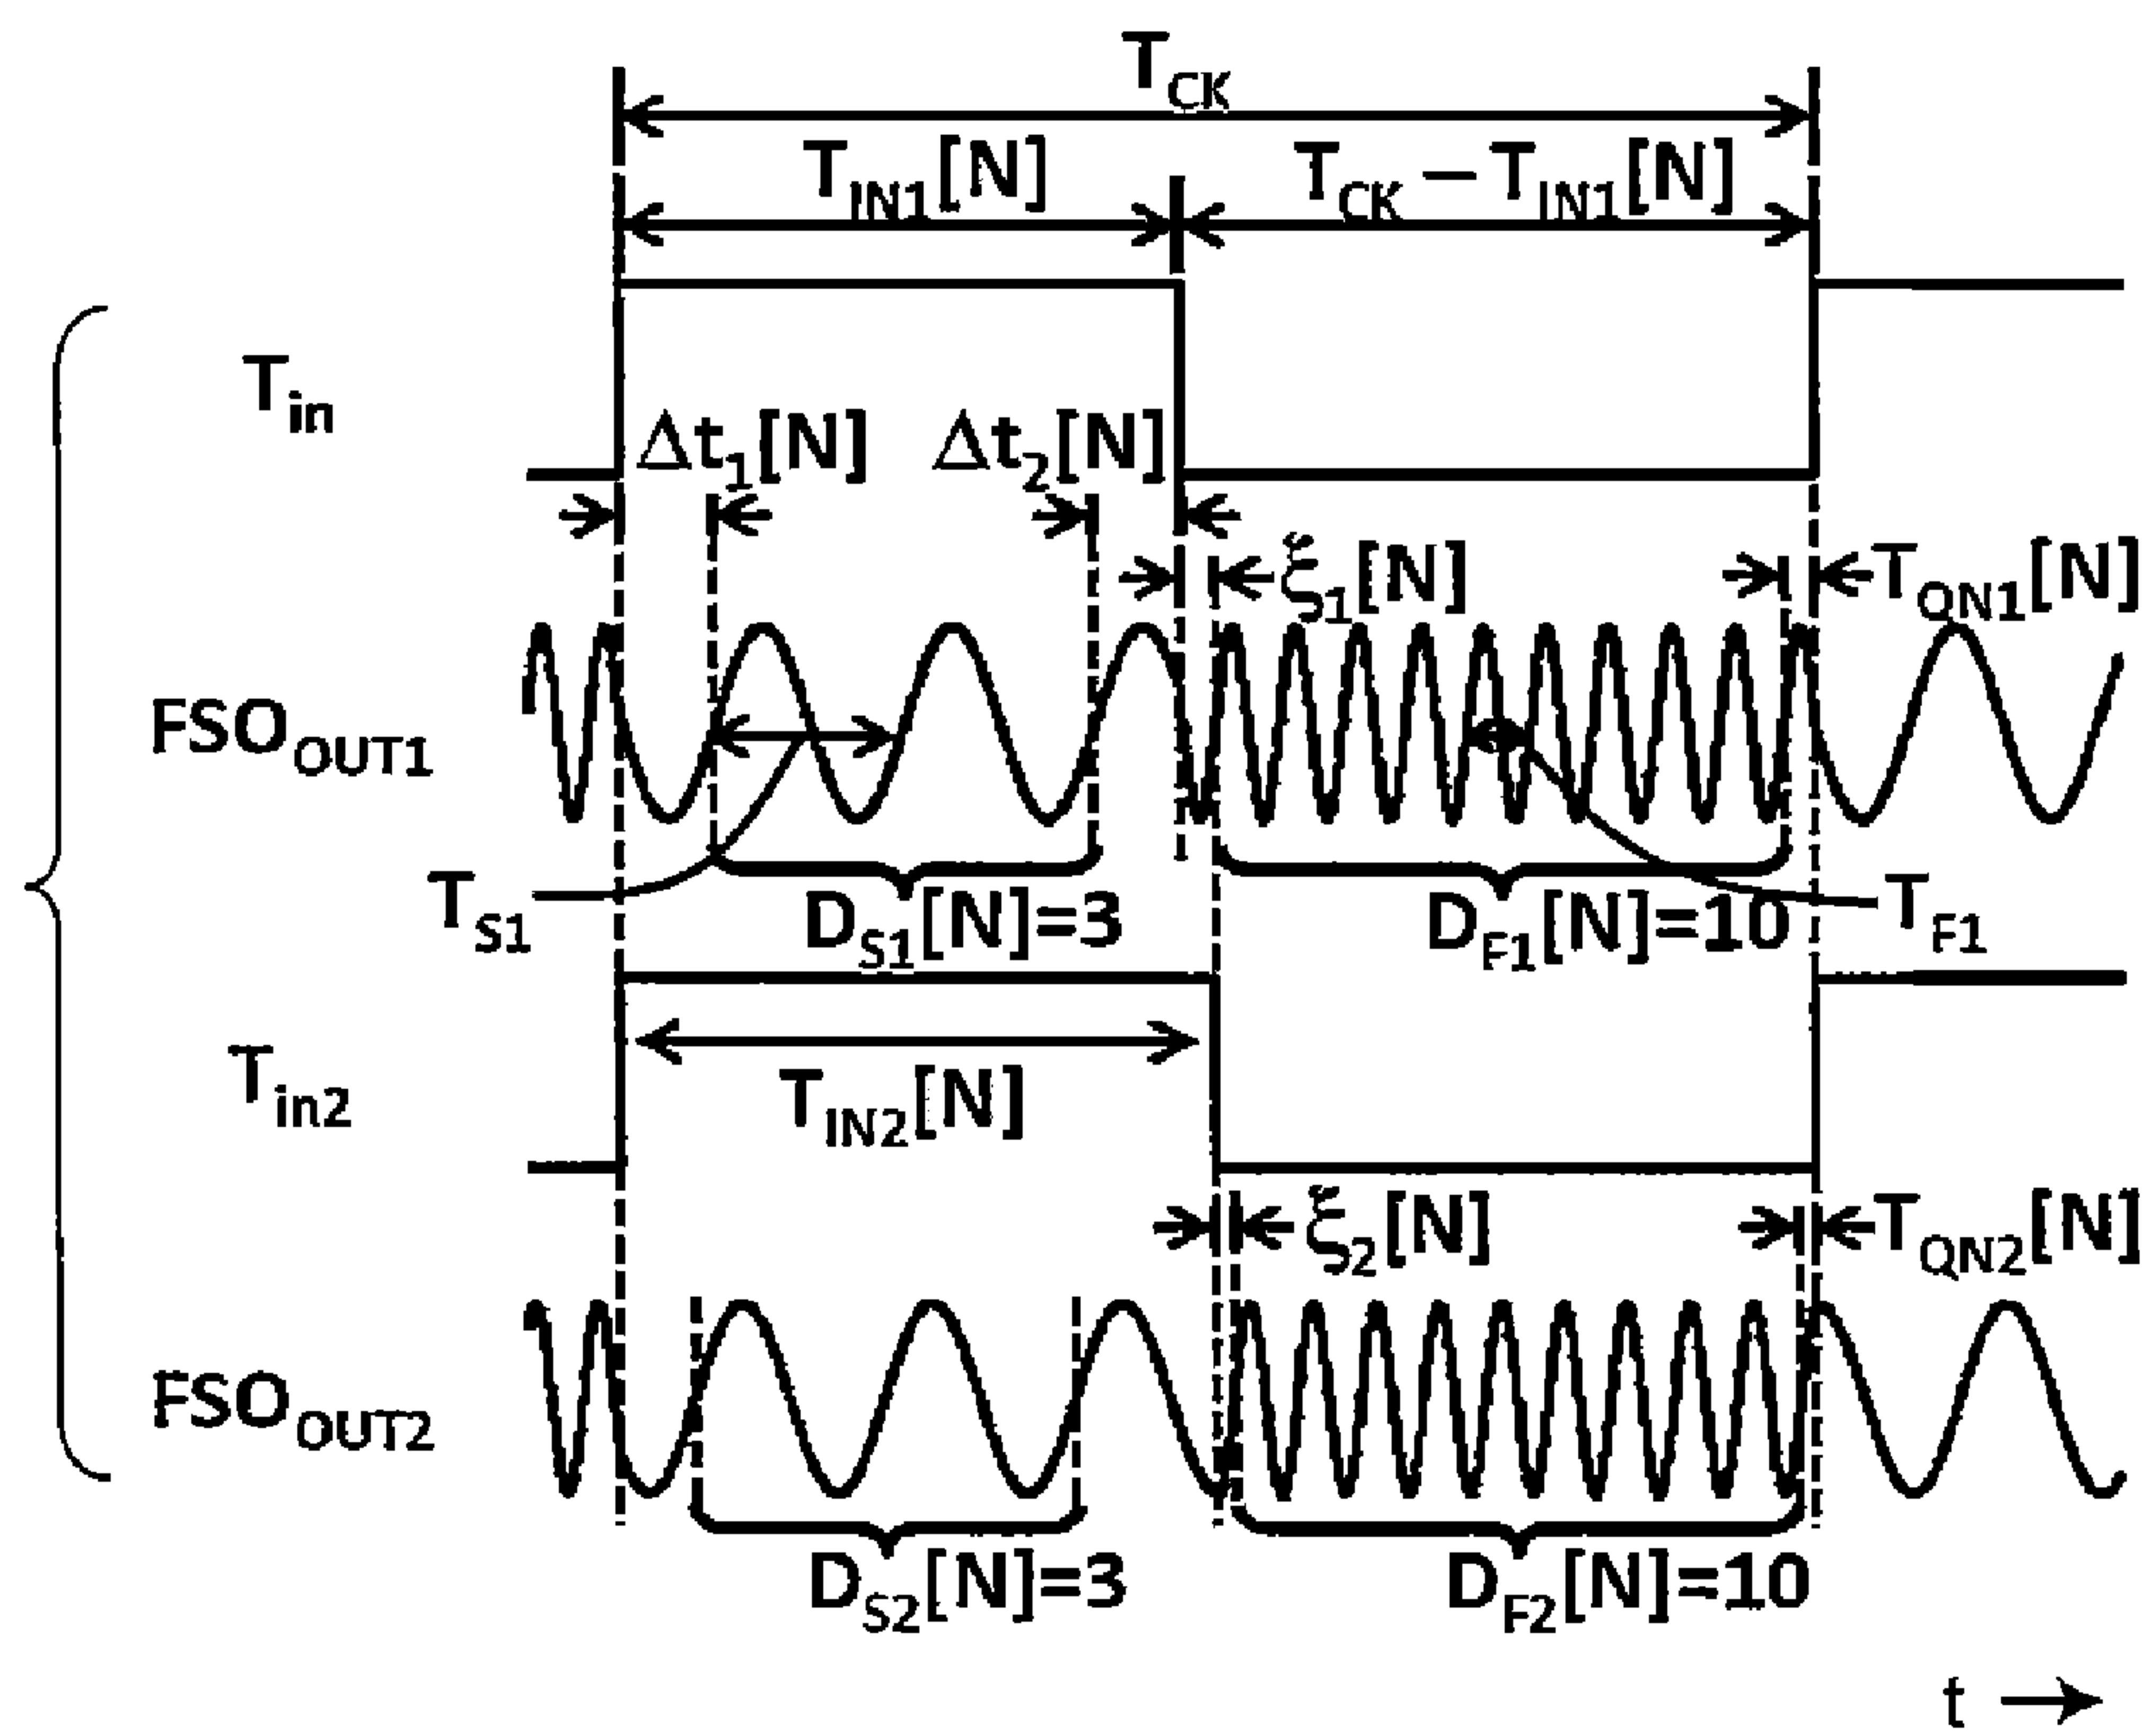 T_CK
T_IN1[N] T_CK–T_IN1[N]
T_in
Δt_1[N] Δt_2[N]
ξ_1[N] T_QN1[N]
FSO_OUT1
T_S1 D_S1[N]=3 D_F1[N]=10 T_F1
T_in2
T_IN2[N]
ξ_2[N] T_QN2[N]
FSO_OUT2
D_S2[N]=3 D_F2[N]=10
t